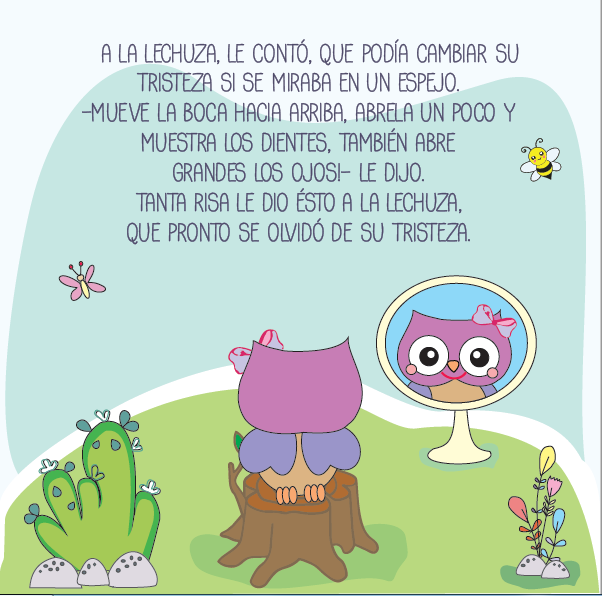 A LA LECHUZA, LE CONTÓ, QUE PODÍA CAMBIAR SU
TRISTEZA SI SE MIRABA EN UN ESPEJO.
-MUEVE LA BOCA HACIA ARRIBA, ABRELA UN POCO Y
MUESTRA LOS DIENTES, TAMBIÉN ABRE
GRANDES LOS OJOSI- LE DIJO.
TANTA RISA LE DIO ÉSTO A LA LECHUZA,
QUE PRONTO SE OLVIDÓ DE SU TRISTEZA.